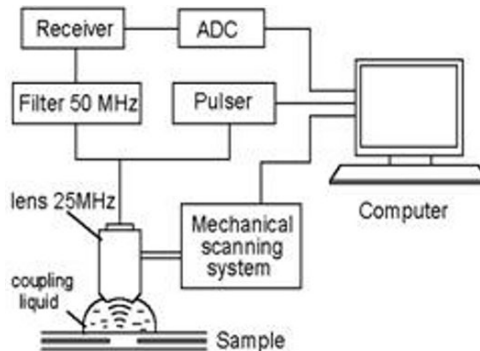 Receiver
ADC
Filter 50 MHz
Pulser
lens 25MHz
Mechanical
scanning
system
Computer
coupling
liquid
Sample